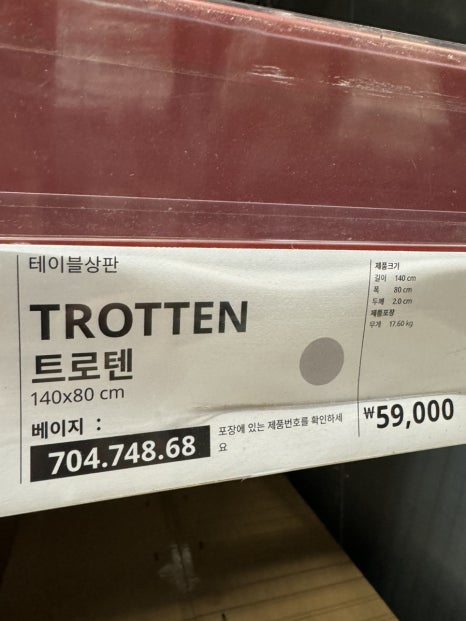 테이블상판
TROTTEN
트로텐
140x80 cm
베이지 :
704.748.68
포장에 있는 제품번호를 확인하세
요
제품크기
길이 140 cm
폭 80 cm
두께 2.0 cm
제품포장
무게 17.60 kg
₩59,000